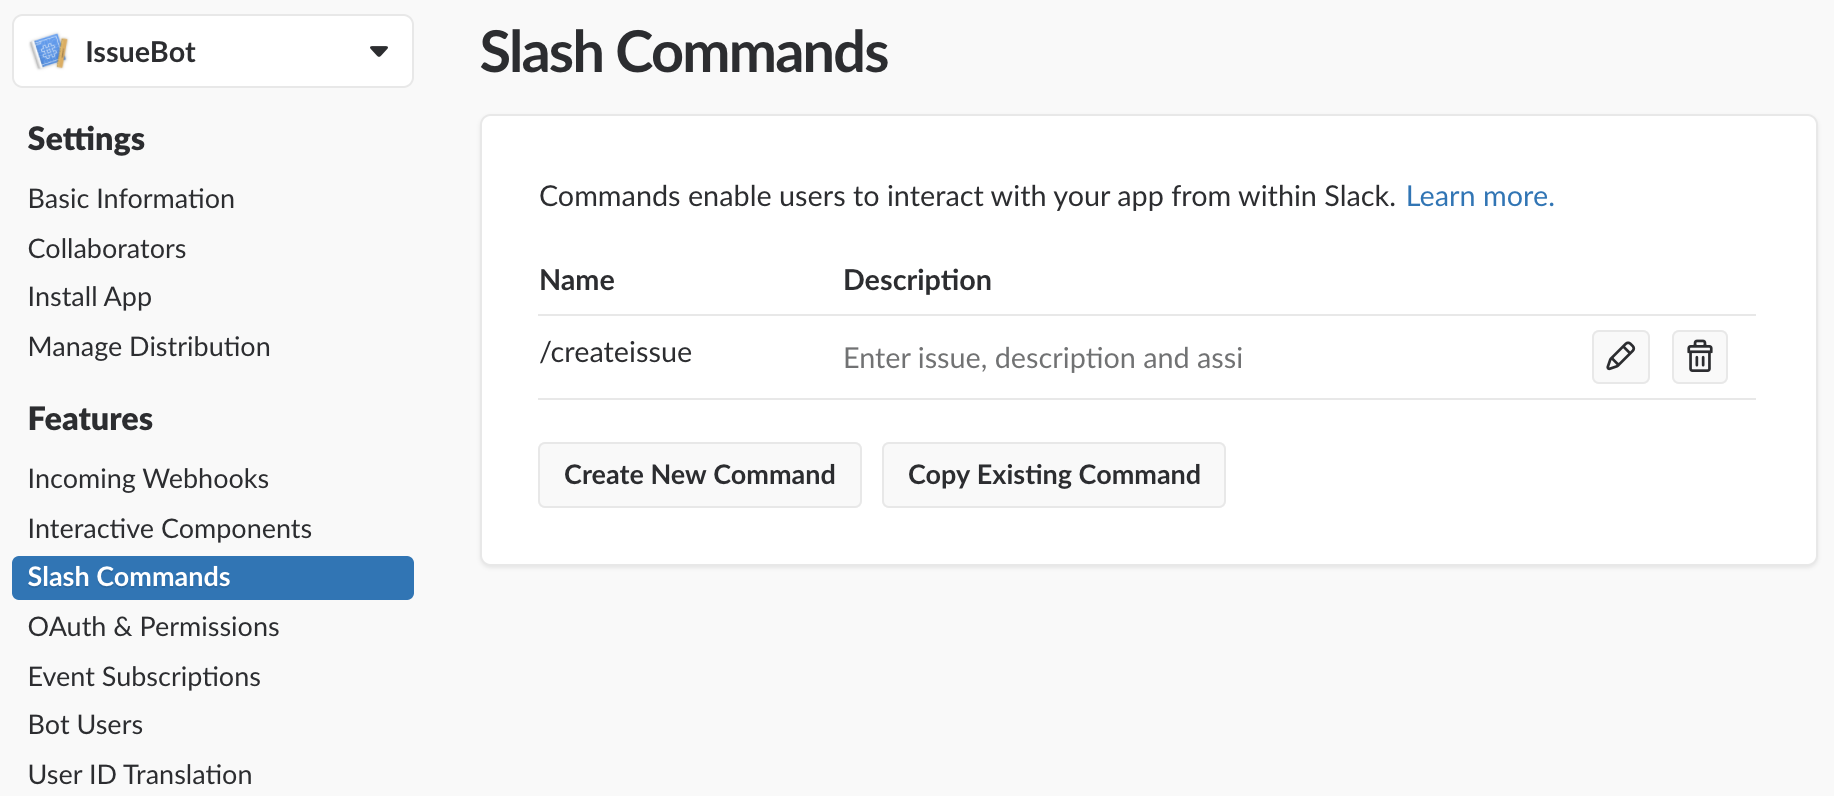 IssueBot
Settings
Basic Information
Collaborators
Install App
Manage Distribution
Features
Incoming Webhooks
Interactive Components
Slash Commands
OAuth & Permissions
Event Subscriptions
Bot Users
User ID Translation
Slash Commands
Commands enable users to interact with your app from within Slack. Learn more.
Name Description
/createissue Enter issue, description and assi
Create New Command Copy Existing Command